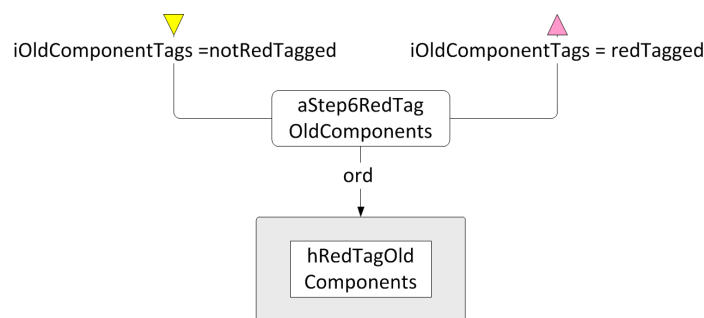 iOldComponentTags =notRedTagged
iOldComponentTags = redTagged
aStep6RedTag
OldComponents
ord
hRedTagOld
Components